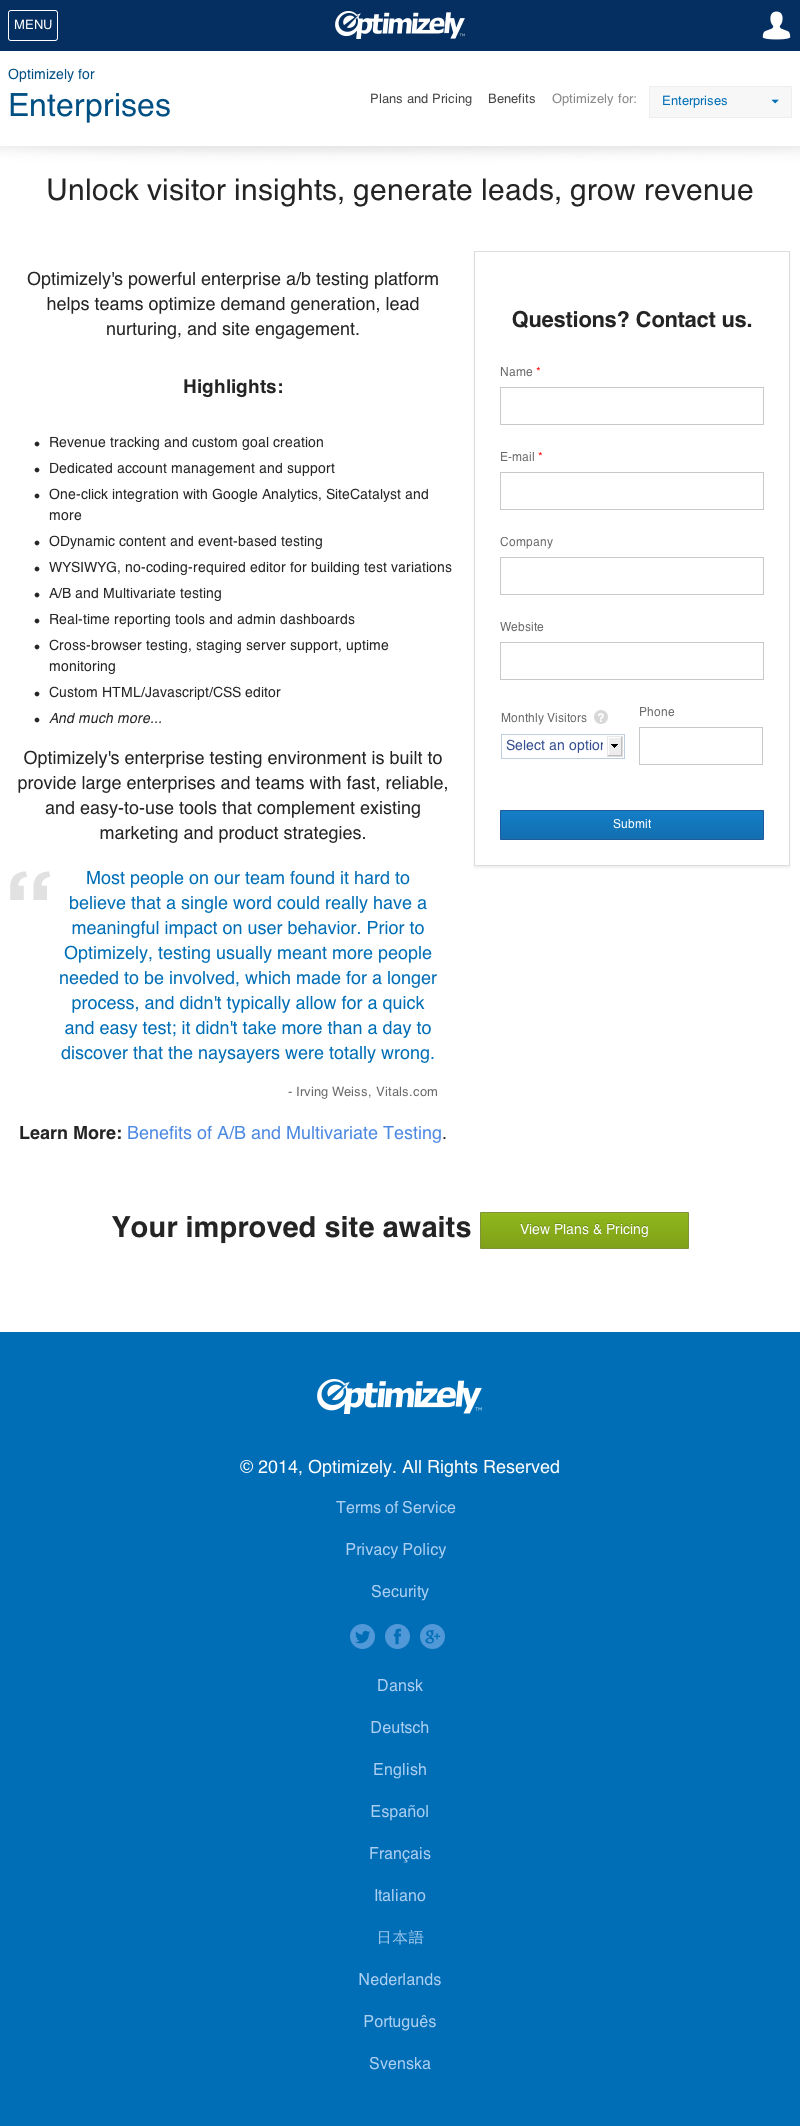 MENU
Optimizely
Optimizely for
Enterprises
Plans and Pricing
Benefits
Optimizely for:
Enterprises
Unlock visitor insights, generate leads, grow revenue
Optimizely's powerful enterprise a/b testing platform
helps teams optimize demand generation, lead
nurturing, and site engagement.
Highlights:
Revenue tracking and custom goal creation
Dedicated account management and support
One-click integration with Google Analytics, SiteCatalyst and
more
ODynamic content and event-based testing
WYSIWYG, no-coding-required editor for building test variations
A/B and Multivariate testing
Real-time reporting tools and admin dashboards
Cross-browser testing, staging server support, uptime
monitoring
Custom HTML/Javascript/CSS editor
And much more...
Optimizely's enterprise testing environment is built to
provide large enterprises and teams with fast, reliable,
and easy-to-use tools that complement existing
marketing and product strategies.
“
Most people on our team found it hard to
believe that a single word could really have a
meaningful impact on user behavior. Prior to
Optimizely, testing usually meant more people
needed to be involved, which made for a longer
process, and didn't typically allow for a quick
and easy test; it didn't take more than a day to
discover that the naysayers were totally wrong.
- Irving Weiss, Vitals.com
Learn More: Benefits of A/B and Multivariate Testing.
Questions? Contact us.
Name *
E-mail *
Company
Website
Monthly Visitors ?
Select an option
Phone
Submit
Your improved site awaits
View Plans & Pricing
Optimizely
© 2014, Optimizely. All Rights Reserved
Terms of Service
Privacy Policy
Security
Dansk
Deutsch
English
Español
Français
Italiano
日本語
Nederlands
Português
Svenska